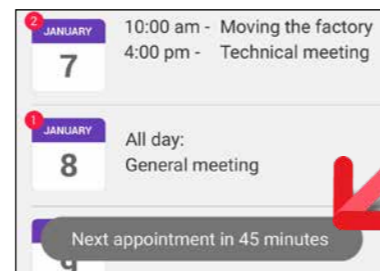 2
JANUARY
7
10:00 am - Moving the factory
4:00 pm - Technical meeting
1
JANUARY
8
All day:
General meeting
9
Next appointment in 45 minutes